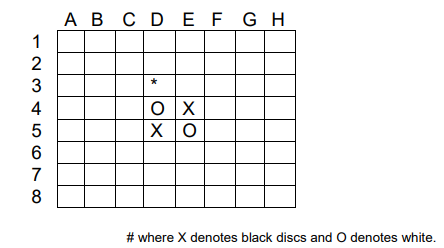 A B C D E F G H
1
2
3 *
4 O X
5 X O
6
7
8
# where X denotes black discs and O denotes white.